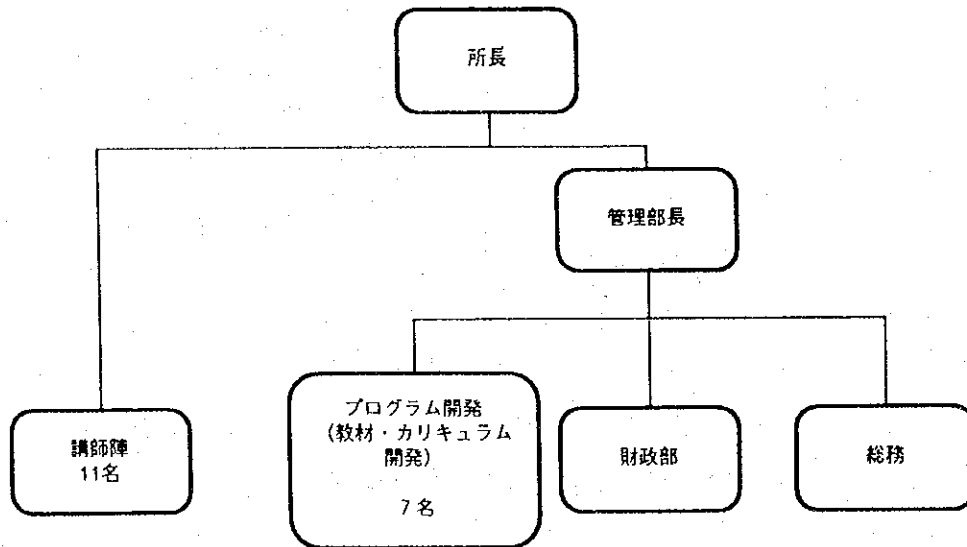 所長
管理部長
講師陣
11名
プログラム開発
(教材・カリキュラム
開発)
7名
財政部
総務